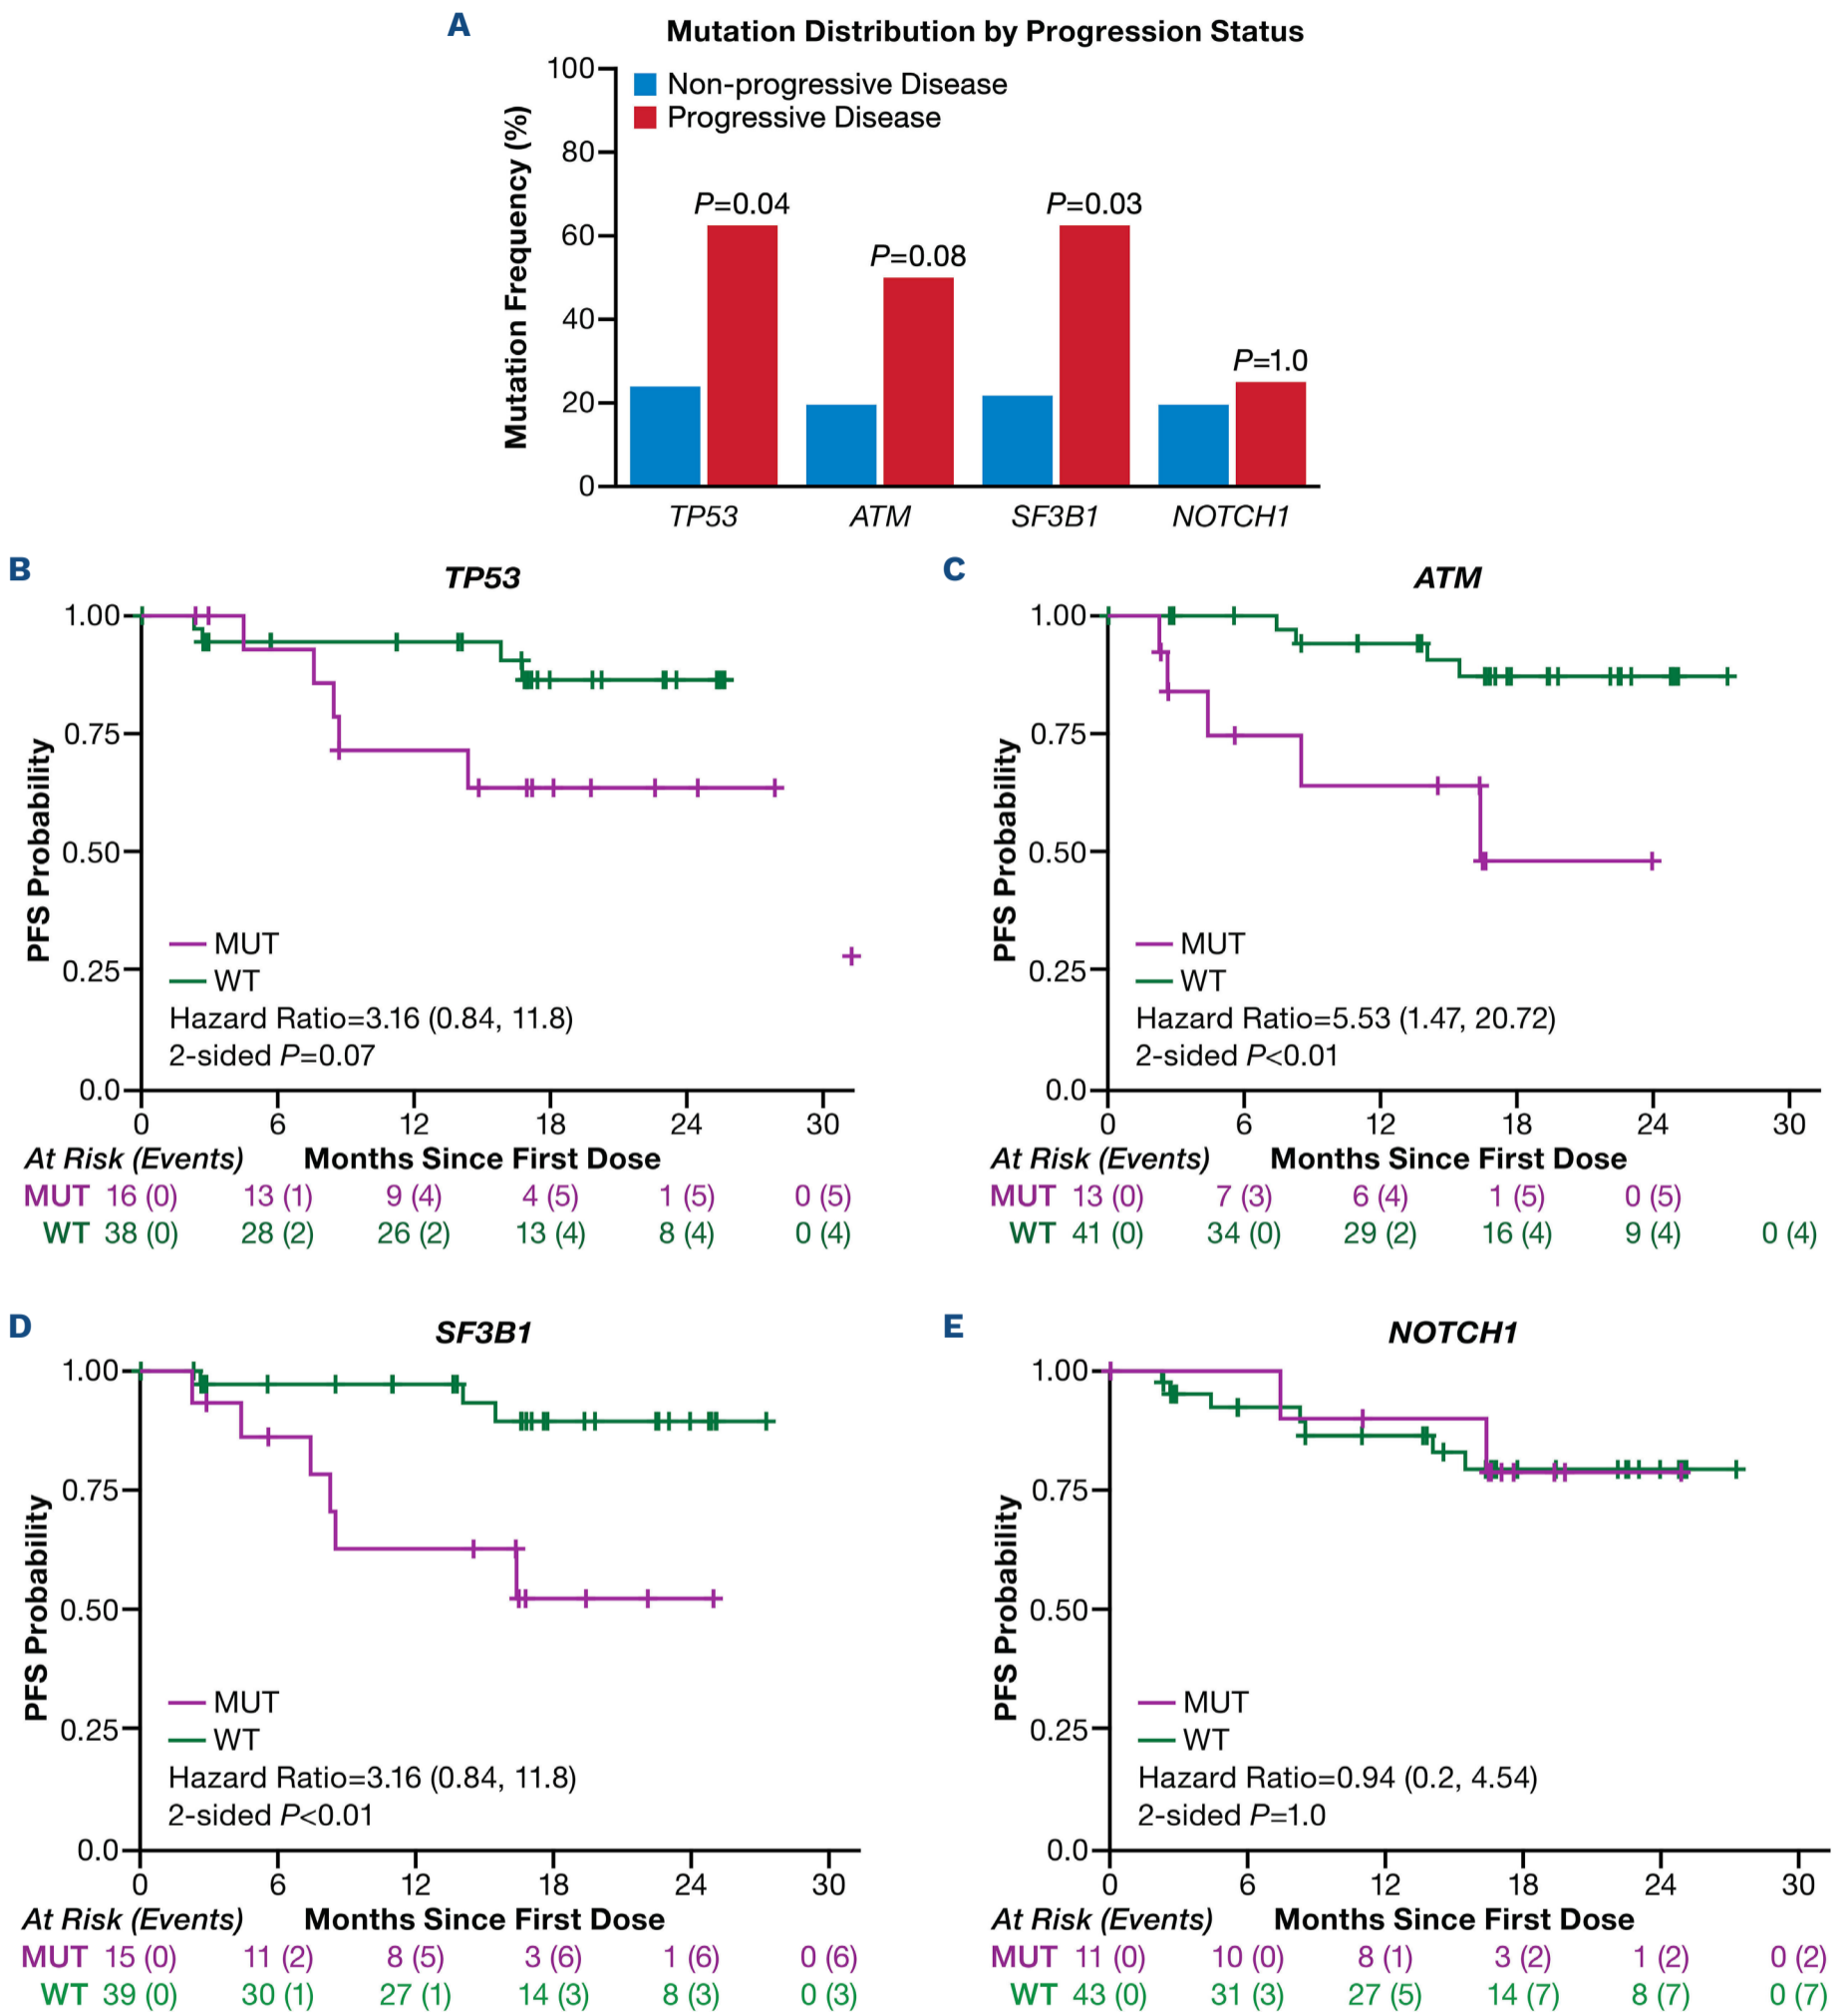 A
Mutation Distribution by Progression Status
Mutation Frequency (%)
100
80
60
40
20
0
Non-progressive Disease
Progressive Disease
P=0.04
P=0.08
P=0.03
P=1.0
TP53 ATM SF3B1 NOTCH1
B
TP53
PFS Probability
1.00
0.75
0.50
0.25
0.0
MUT
WT
Hazard Ratio=3.16 (0.84, 11.8)
2-sided P=0.07
0 6 12 18 24 30
At Risk (Events) Months Since First Dose
MUT 16 (0) 13 (1) 9 (4) 4 (5) 1 (5) 0 (5)
WT 38 (0) 28 (2) 26 (2) 13 (4) 8 (4) 0 (4)
C
ATM
PFS Probability
1.00
0.75
0.50
0.25
0.0
MUT
WT
Hazard Ratio=5.53 (1.47, 20.72)
2-sided P<0.01
0 6 12 18 24 30
At Risk (Events) Months Since First Dose
MUT 13 (0) 7 (3) 6 (4) 1 (5) 0 (5)
WT 41 (0) 34 (0) 29 (2) 16 (4) 9 (4) 0 (4)
D
SF3B1
PFS Probability
1.00
0.75
0.50
0.25
0.0
MUT
WT
Hazard Ratio=3.16 (0.84, 11.8)
2-sided P<0.01
0 6 12 18 24 30
At Risk (Events) Months Since First Dose
MUT 15 (0) 11 (2) 8 (5) 3 (6) 1 (6) 0 (6)
WT 39 (0) 30 (1) 27 (1) 14 (3) 8 (3) 0 (3)
E
NOTCH1
PFS Probability
1.00
0.75
0.50
0.25
0.0
MUT
WT
Hazard Ratio=0.94 (0.2, 4.54)
2-sided P=1.0
0 6 12 18 24 30
At Risk (Events) Months Since First Dose
MUT 11 (0) 10 (0) 8 (1) 3 (2) 1 (2) 0 (2)
WT 43 (0) 31 (3) 27 (5) 14 (7) 8 (7) 0 (7)